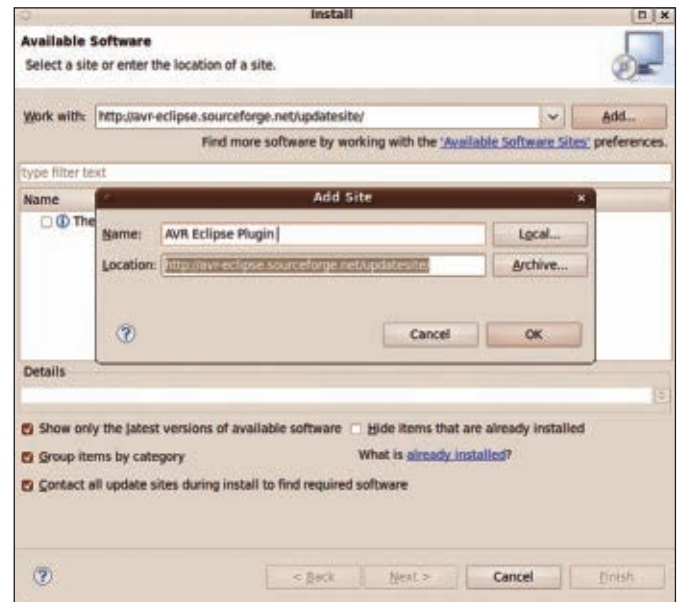 Install
Available Software
Select a site or enter the location of a site.
Work with: http://avr-eclipse.sourceforge.net/updatesite/ Add...
Find more software by working with the 'Available Software Sites' preferences.
type filter text
Name
The
Add Site
Name: AVR Eclipse Plugin Local...
Location: http://avr-eclipse.sourceforge.net/updatesite/ Archive...
Cancel OK
Details
Show only the latest versions of available software Hide items that are already installed
Group items by category What is already installed?
Contact all update sites during install to find required software
< Back Next > Cancel Finish